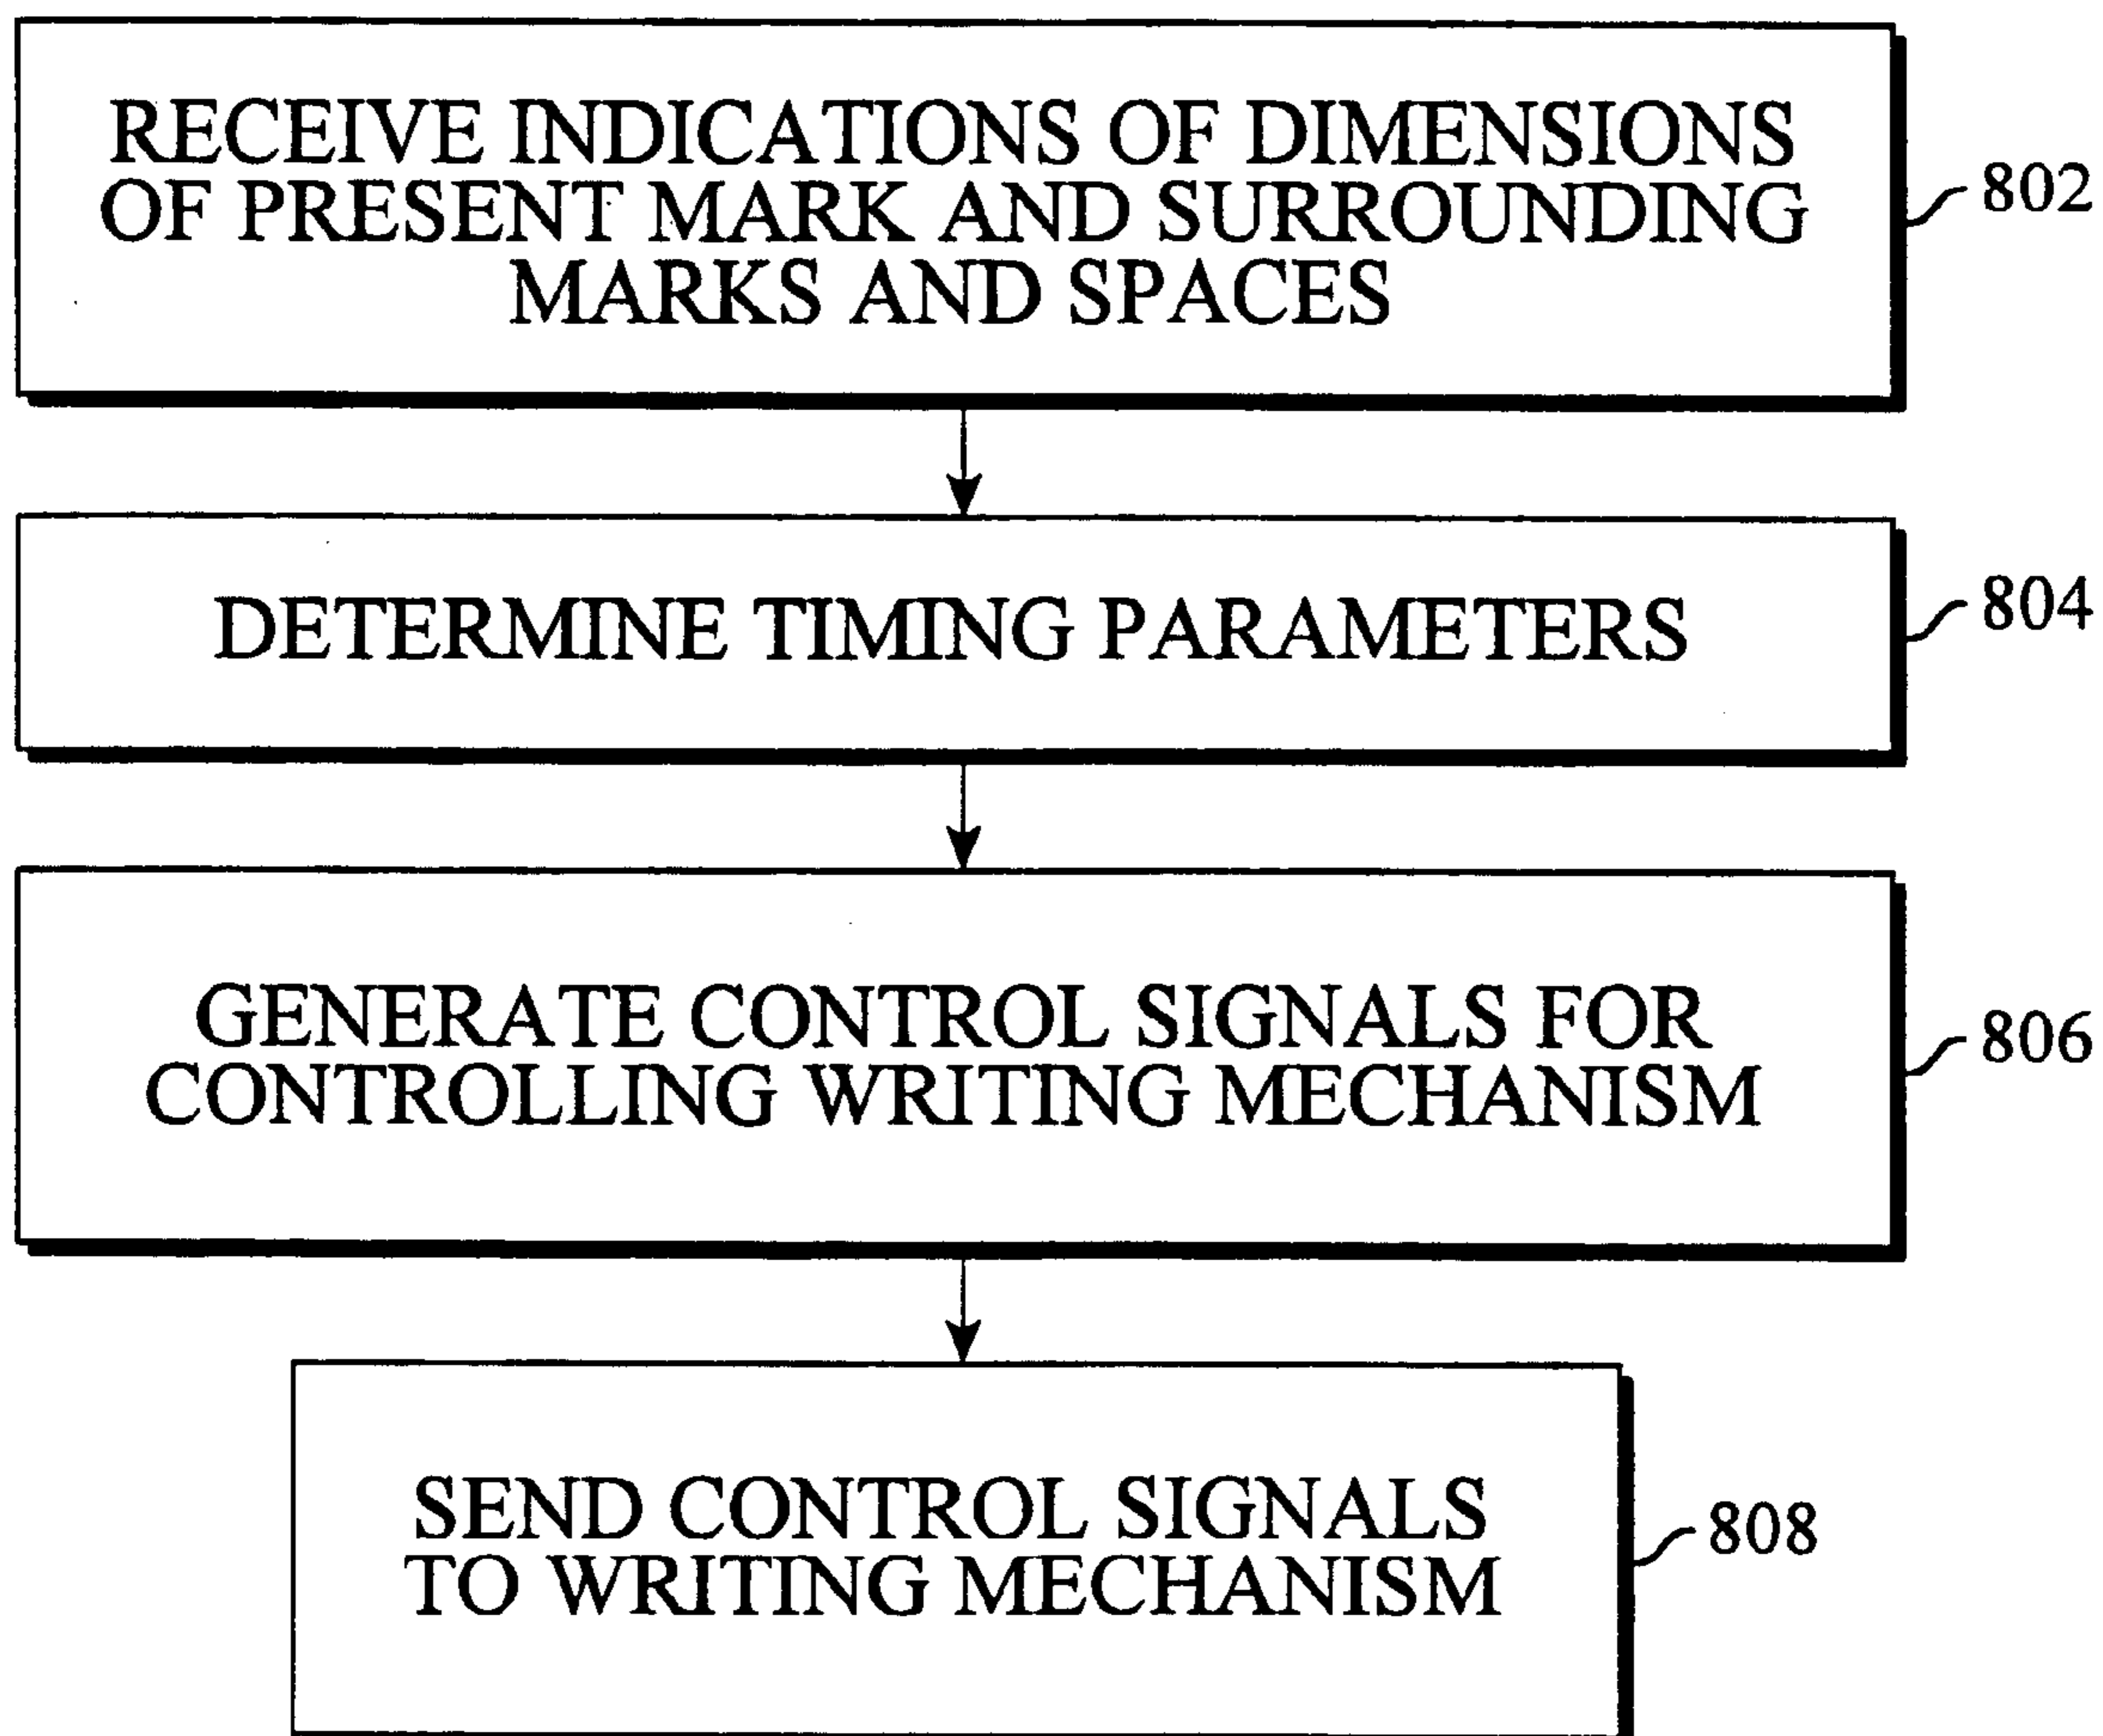 RECEIVE INDICATIONS OF DIMENSIONS
OF PRESENT MARK AND SURROUNDING
MARKS AND SPACES
802
DETERMINE TIMING PARAMETERS
804
GENERATE CONTROL SIGNALS FOR
CONTROLLING WRITING MECHANISM
806
SEND CONTROL SIGNALS
TO WRITING MECHANISM
808